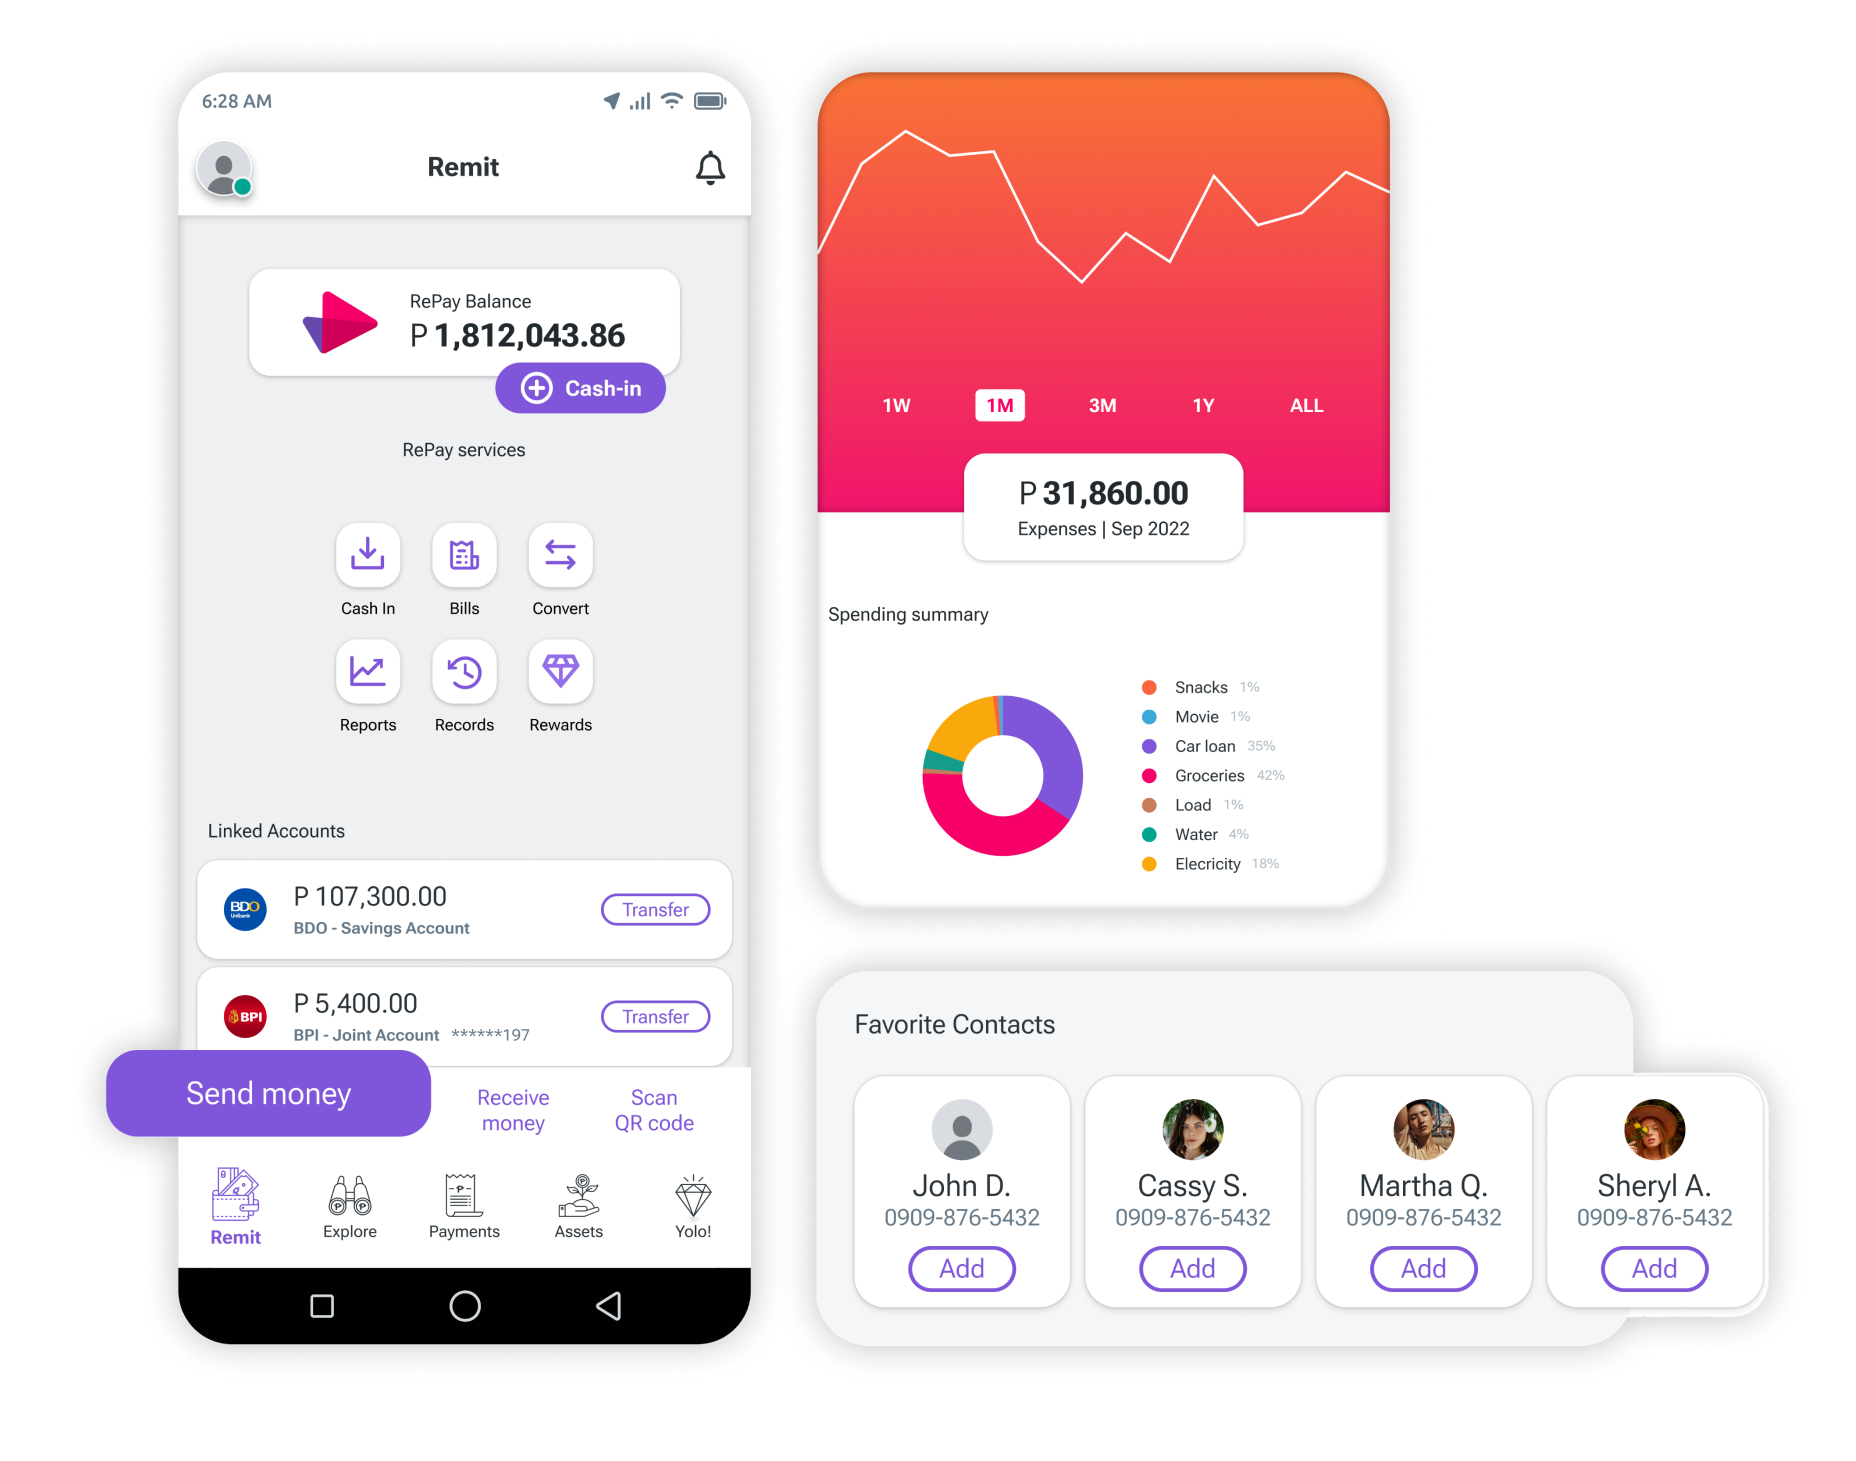 6:28 AM
Remit
RePay Balance
P 1,812,043.86
Cash-in
RePay services
Cash In
Bills
Convert
Reports
Records
Rewards
Linked Accounts
BDO
Unibank
P 107,300.00
BDO - Savings Account
Transfer
BPI
P 5,400.00
BPI - Joint Account ******197
Transfer
Send money
Receive
money
Scan
QR code
Remit
Explore
Payments
Assets
Yolo!
1W
1M
3M
1Y
ALL
P 31,860.00
Expenses | Sep 2022
Spending summary
Snacks 1%
Movie 1%
Car loan 35%
Groceries 42%
Load 1%
Water 4%
Elecricity 18%
Favorite Contacts
John D.
0909-876-5432
Add
Cassy S.
0909-876-5432
Add
Martha Q.
0909-876-5432
Add
Sheryl A.
0909-876-5432
Add